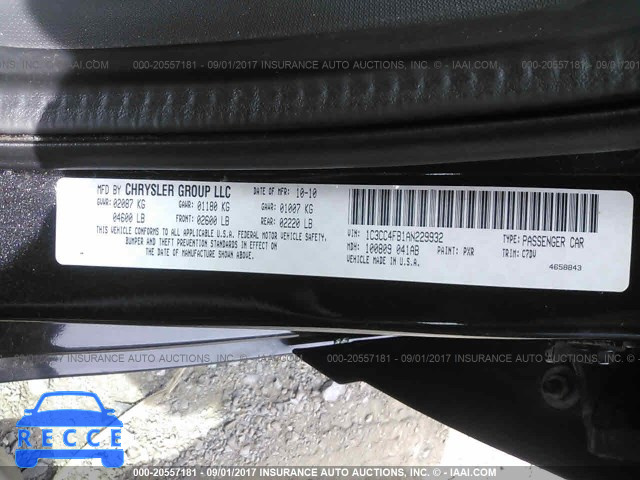 000-20557181 - 09/01/2017 INSURANCE AUTO AUCTIONS, INC. - © IAAI.COM
MFD BY CHRYSLER GROUP LLC
DATE OF MFR: 10-10
GVWR: 02087 KG
GAWR: 01180 KG
GAWR: 01007 KG
04600 LB
FRONT: 02600 LB
REAR: 02220 LB
THIS VEHICLE CONFORMS TO ALL APPLICABLE U.S.A. FEDERAL MOTOR VEHICLE
SAFETY, BUMPER, AND THEFT PREVENTION STANDARDS IN EFFECT ON
THE DATE OF MANUFACTURE SHOWN ABOVE.
VIN: 1C3CC4FB1AN229932
TYPE: PASSENGER CAR
MDH: 100809 041AB
PAINT: PXR
TRIM: C7DV
VEHICLE MADE IN U.S.A.
4658843
000-20557181 - 09/01/2017 INSURANCE AUTO AUCTIONS, INC. - © IAAI.COM
RECCE
000-20557181 - 09/01/2017 INSURANCE AUTO AUCTIONS, INC. - © IAAI.COM